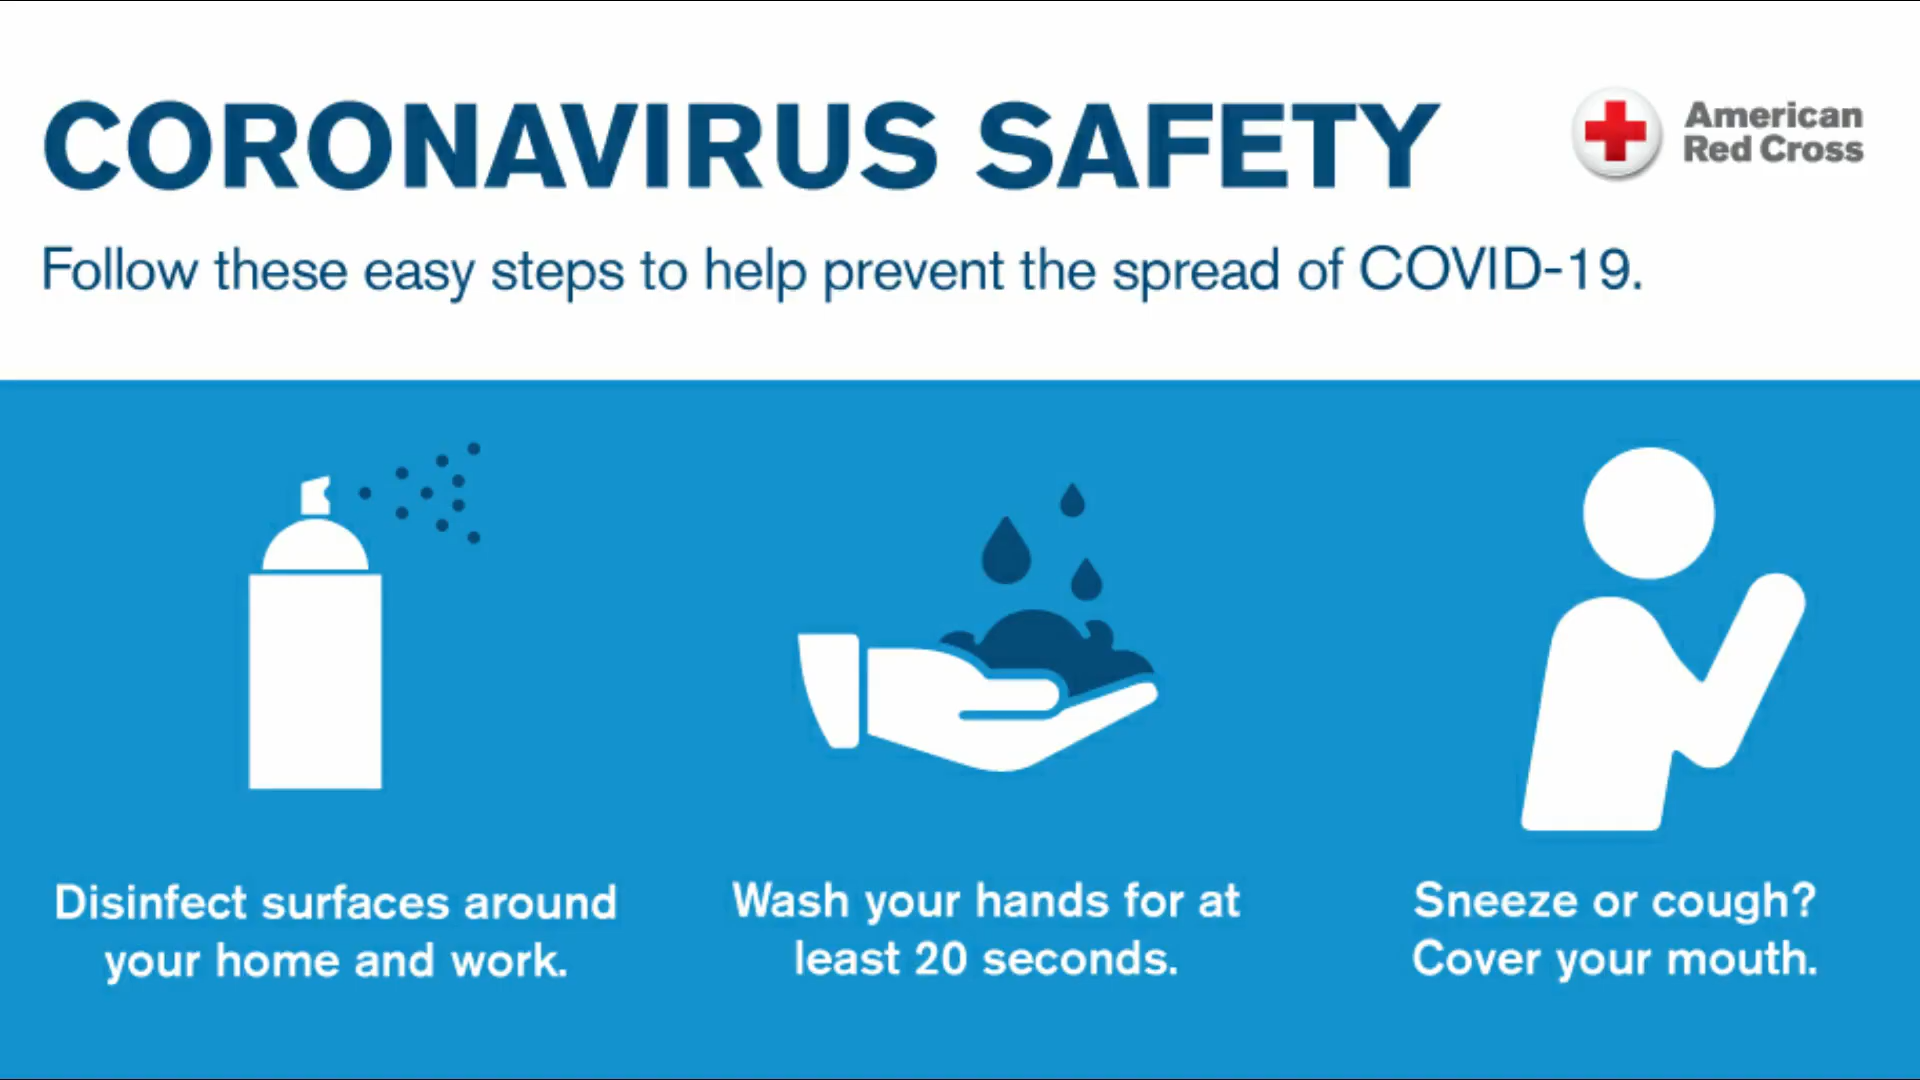 CORONAVIRUS SAFETY
American
Red Cross
Follow these easy steps to help prevent the spread of COVID-19.
Disinfect surfaces around
your home and work.
Wash your hands for at
least 20 seconds.
Sneeze or cough?
Cover your mouth.